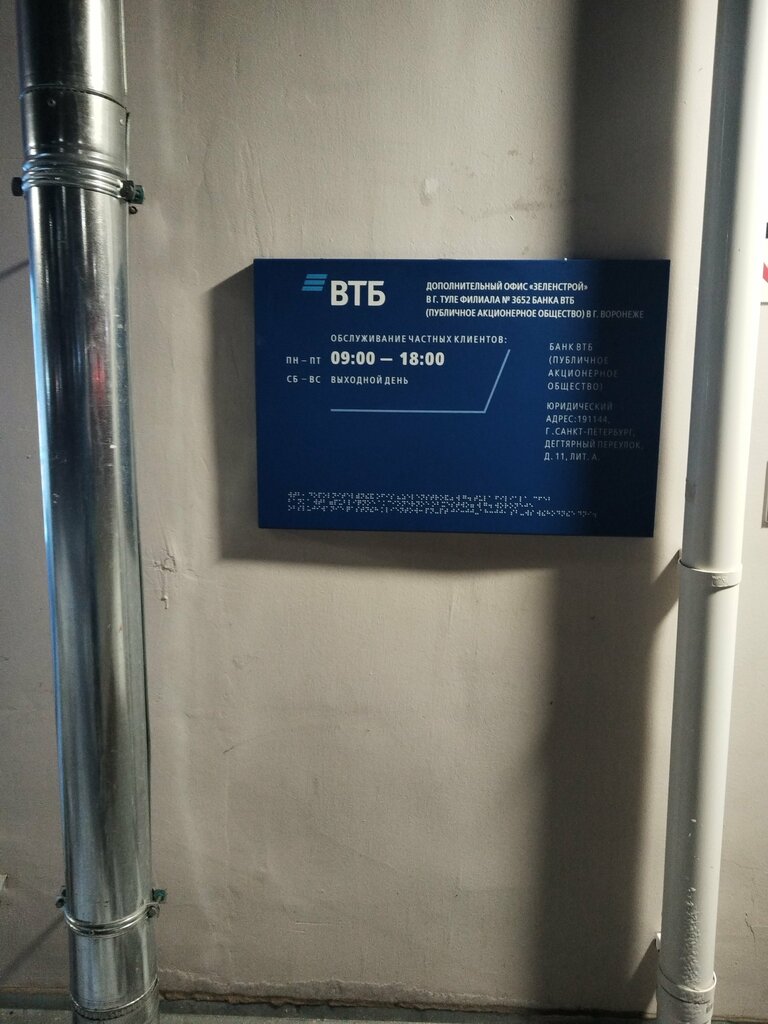 ВТБ
ДОПОЛНИТЕЛЬНЫЙ ОФИС «ЗЕЛЕНСТРОЙ»
В Г. ТУЛЕ ФИЛИАЛА № 3652 БАНКА ВТБ
(ПУБЛИЧНОЕ АКЦИОНЕРНОЕ ОБЩЕСТВО) В Г. ВОРОНЕЖЕ
ОБСЛУЖИВАНИЕ ЧАСТНЫХ КЛИЕНТОВ:
ПН – ПТ 09:00 — 18:00
СБ – ВС ВЫХОДНОЙ ДЕНЬ
БАНК ВТБ
(ПУБЛИЧНОЕ
АКЦИОНЕРНОЕ
ОБЩЕСТВО)
ЮРИДИЧЕСКИЙ
АДРЕС:191144,
Г.САНКТ-ПЕТЕРБУРГ,
ДЕГТЯРНЫЙ ПЕРЕУЛОК,
Д. 11, ЛИТ. А.